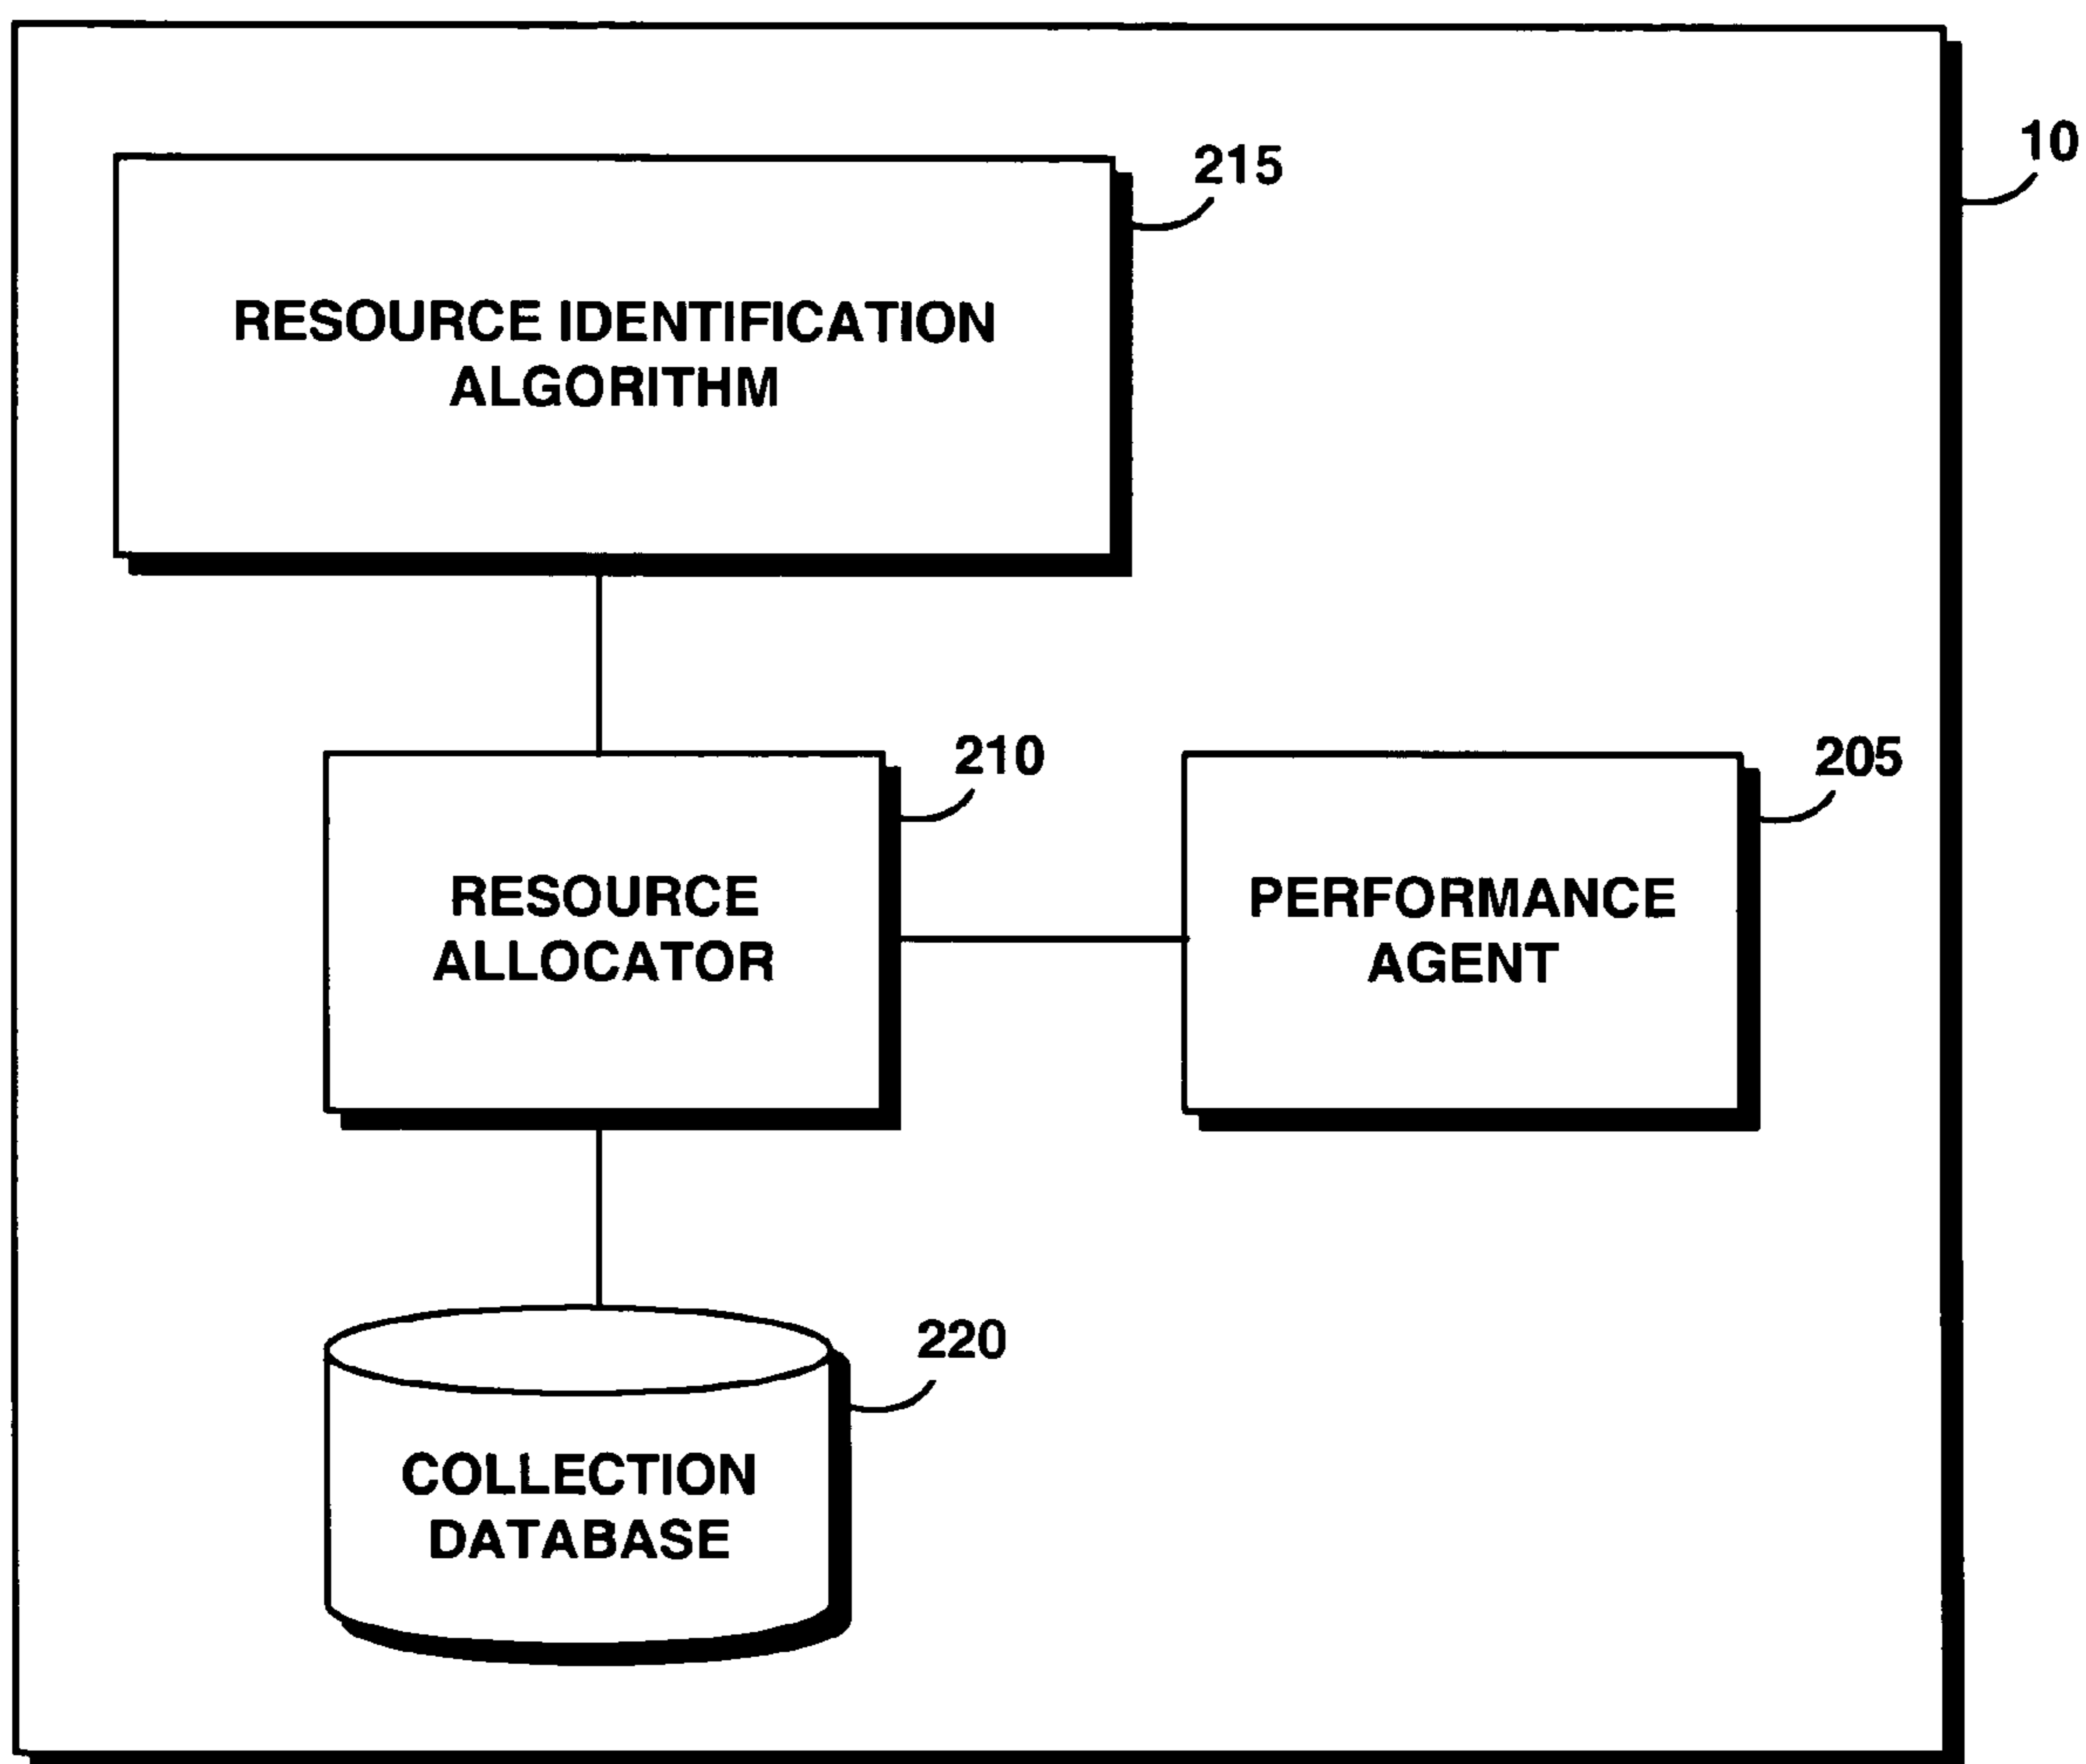 10
215
RESOURCE IDENTIFICATION
ALGORITHM
210
205
RESOURCE
ALLOCATOR
PERFORMANCE
AGENT
220
COLLECTION
DATABASE